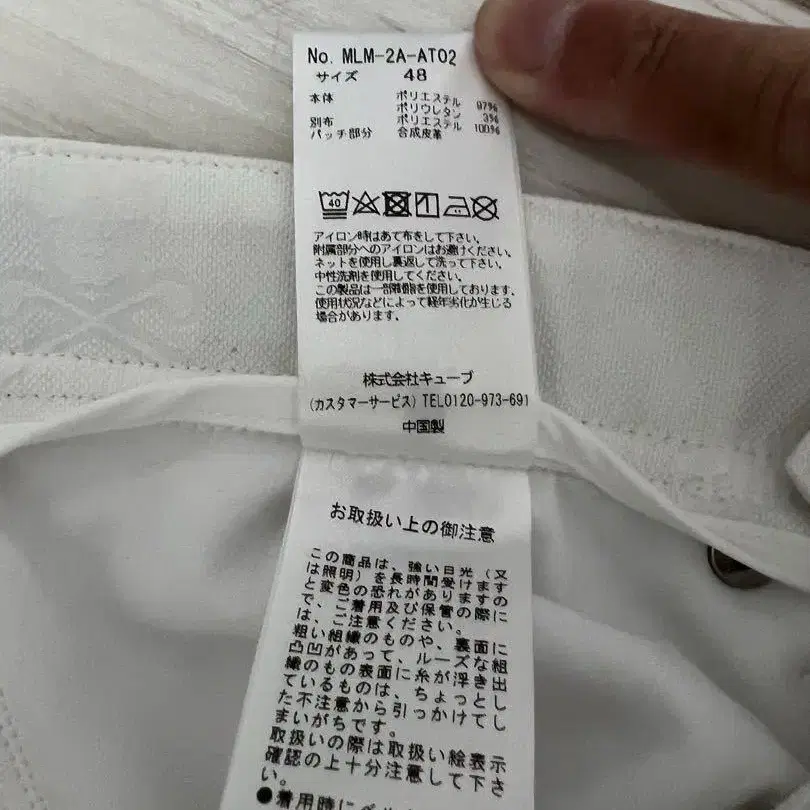 No. MLM-2A-AT02
サイズ 48
本体 ポリエステル 97%
ポリウレタン 3%
別布 ポリエステル 100%
パッチ部分 合成皮革
40
アイロン時はあて布をして下さい。
附属部分へのアイロンはお避けください。
ネットを使用し裏返して洗って下さい。
中性洗剤を使用してください。
この製品は一部樹脂を使用しております。
使用状況などによって経年劣化が生じる
場合があります。
株式会社キューブ
(カスタマーサービス) TEL0120-973-691
中国製
お取扱い上の御注意
この商品は、強い日光(又
は照明)を長時間受けます
と変色の恐れがありますの
で、ご着用及び保管の際に
は、ご注意ください。
粗い組織のものや、裏面に
凸凹があって、ルーズな組
織のもの表面に糸が浮き出
ているものは、ちょっとし
た不注意から引っかけてし
まいがちです。
取扱いの際は取扱い絵表示
確認の上十分注意して下さ
い。
●着用時にベル